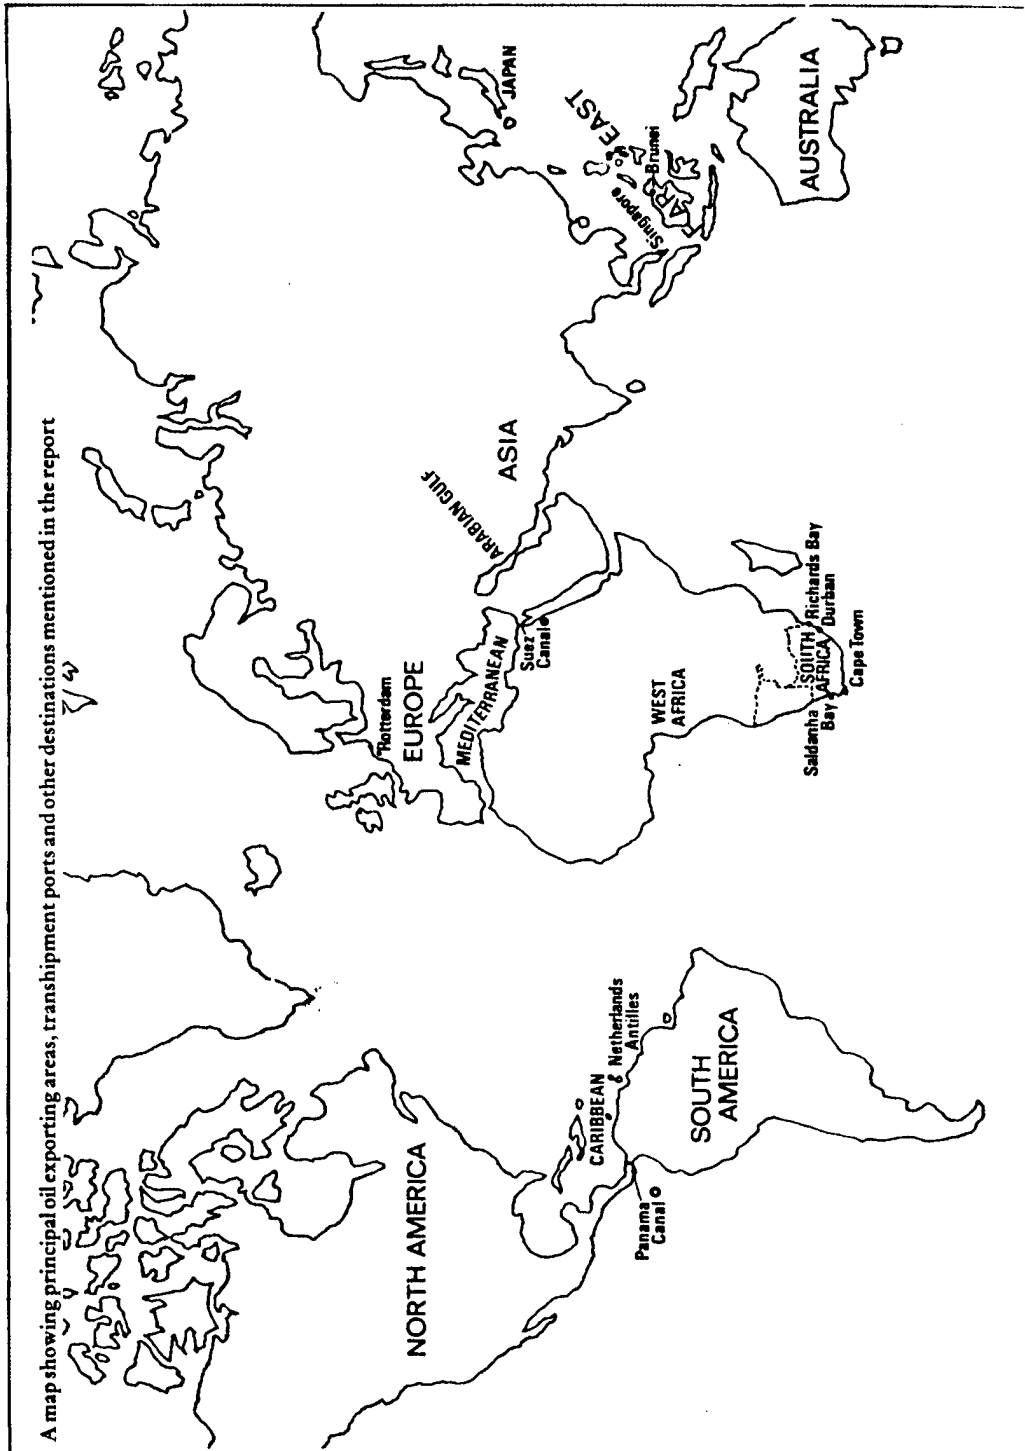 A map showing principal oil exporting areas, transhipment ports and other destinations mentioned in the report
NORTH AMERICA
CARIBBEAN
Netherlands
Antilles
Panama
Canal
SOUTH
AMERICA
Rotterdam
EUROPE
MEDITERRANEAN
Suez
Canal
WEST
AFRICA
SOUTH
AFRICA
Saldanha
Bay
Cape Town
Durban
Richards Bay
ARABIAN GULF
ASIA
JAPAN
FAR EAST
Singapore
Brunei
AUSTRALIA